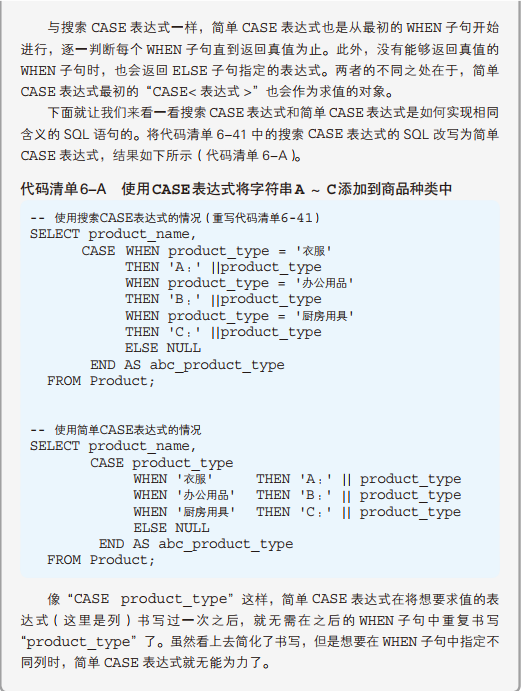 与搜索 CASE 表达式一样，简单 CASE 表达式也是从最初的 WHEN 子句开始
进行，逐一判断每个 WHEN 子句直到返回真值为止。此外，没有能够返回真值的
WHEN 子句时，也会返回 ELSE 子句指定的表达式。两者的不同之处在于，简单
CASE 表达式最初的“CASE< 表达式 >”也会作为求值的对象。
下面就让我们来看一看搜索 CASE 表达式和简单 CASE 表达式是如何实现相同
含义的 SQL 语句的。将代码清单 6-41 中的搜索 CASE 表达式的 SQL 改写为简单
CASE 表达式，结果如下所示（代码清单 6-A）。
代码清单6-A 使用CASE表达式将字符串A ~ C添加到商品种类中
-- 使用搜索CASE表达式的情况（重写代码清单6-41）
SELECT product_name,
CASE WHEN product_type = '衣服'
THEN 'A：' ||product_type
WHEN product_type = '办公用品'
THEN 'B：' ||product_type
WHEN product_type = '厨房用具'
THEN 'C：' ||product_type
ELSE NULL
END AS abc_product_type
FROM Product;
-- 使用简单CASE表达式的情况
SELECT product_name,
CASE product_type
WHEN '衣服' THEN 'A：' || product_type
WHEN '办公用品' THEN 'B：' || product_type
WHEN '厨房用具' THEN 'C：' || product_type
ELSE NULL
END AS abc_product_type
FROM Product;
像“CASE product_type”这样，简单 CASE 表达式在将想要求值的表
达式（这里是列）书写过一次之后，就无需在之后的 WHEN 子句中重复书写
“product_type”了。虽然看上去简化了书写，但是想要在 WHEN 子句中指定不
同列时，简单 CASE 表达式就无能为力了。